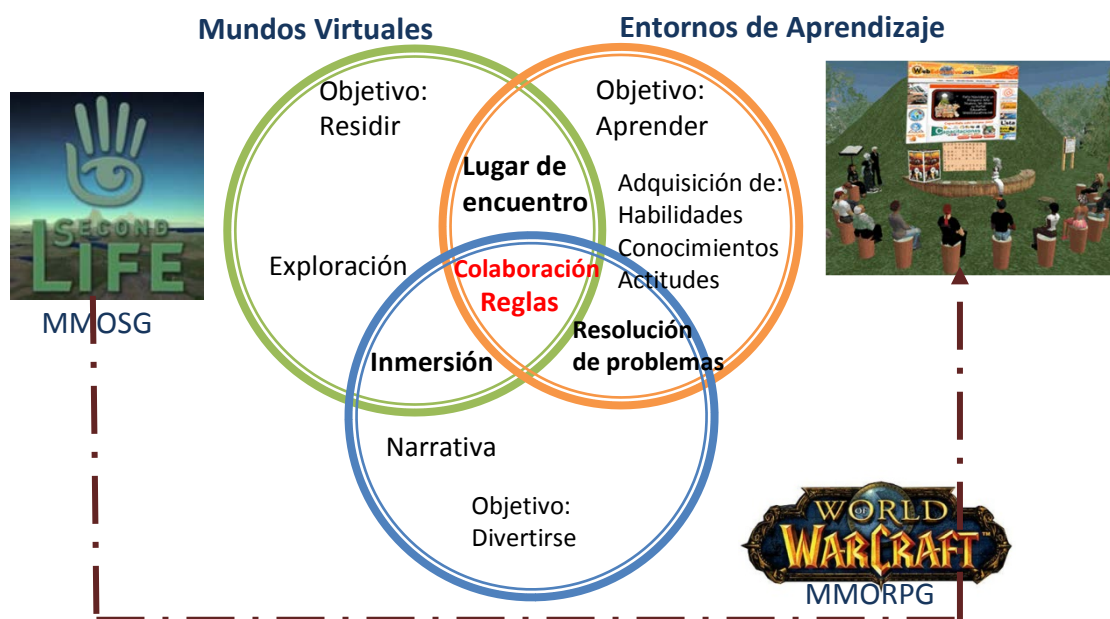 Mundos Virtuales
Entornos de Aprendizaje
Objetivo:
Residir
Objetivo:
Aprender
Lugar de
encuentro
Adquisición de:
Habilidades
Conocimientos
Actitudes
Exploración
Colaboración
Reglas
Resolución
de problemas
Inmersión
Narrativa
Objetivo:
Divertirse
SECOND
LIFE
MMOSG
WORLD
OF
WARCRAFT
MMORPG